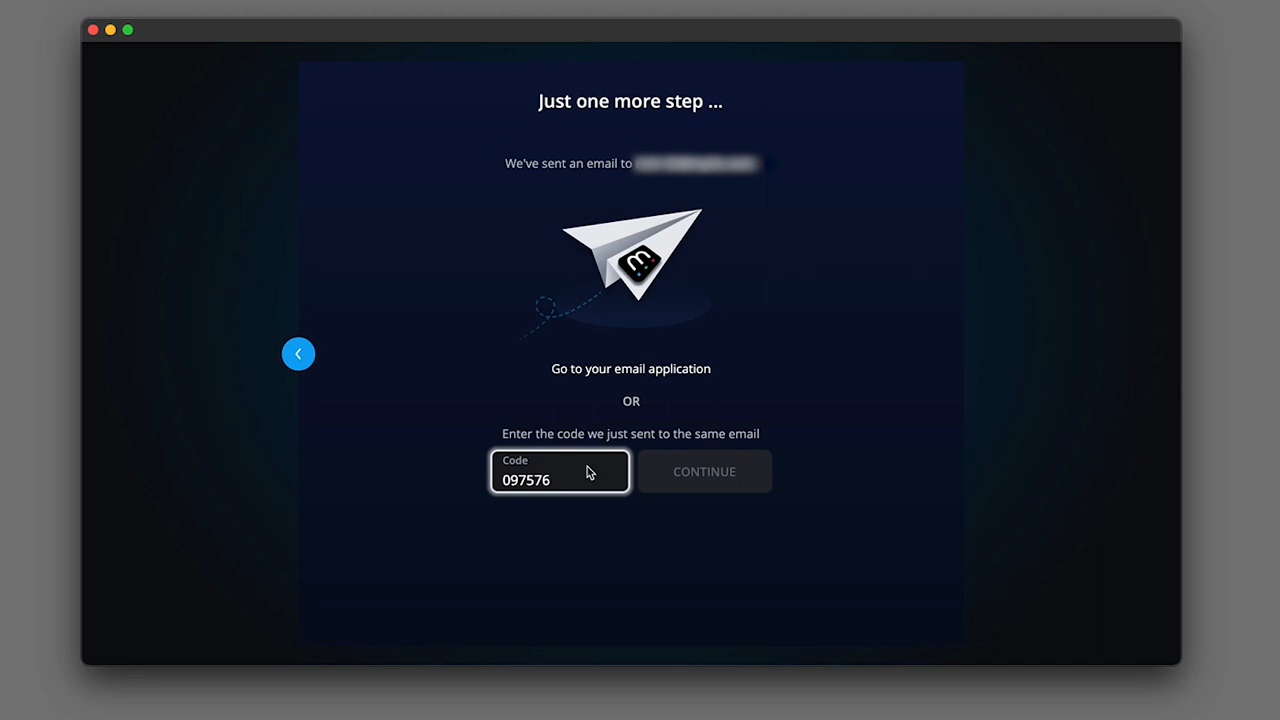 Just one more step ...
We've sent an email to
m
Go to your email application
OR
Enter the code we just sent to the same email
Code
097576
CONTINUE